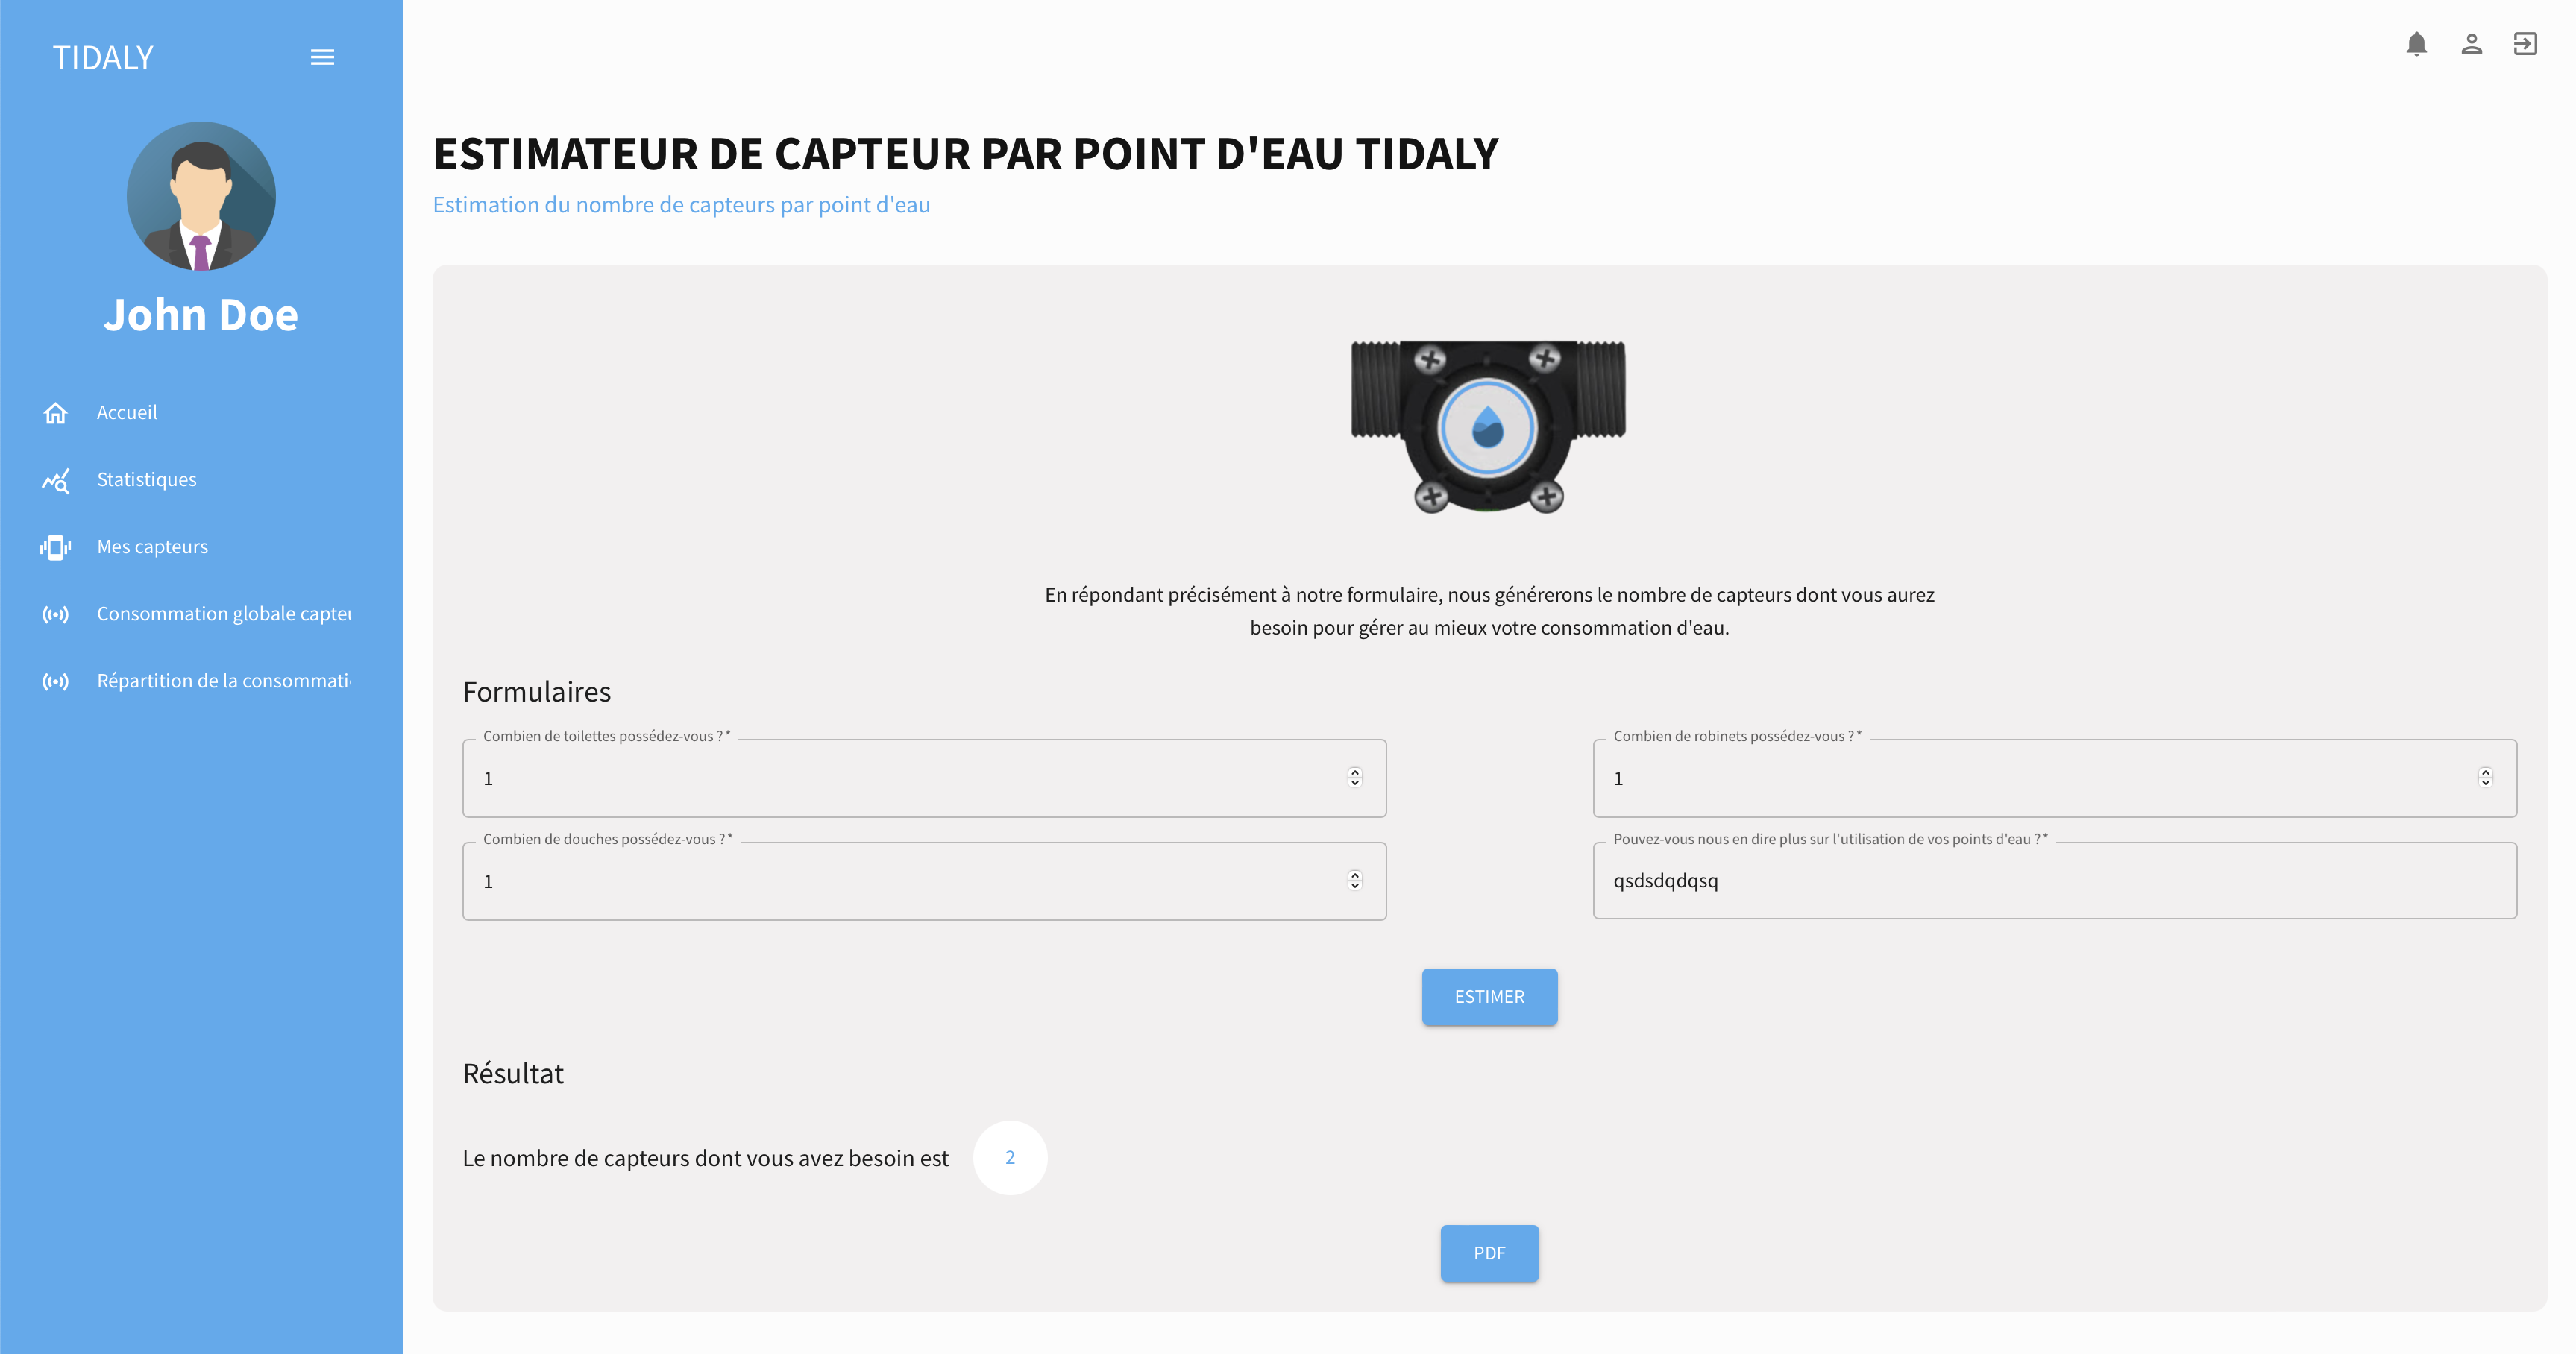 TIDALY
John Doe
Accueil
Statistiques
Mes capteurs
Consommation globale
Répartition de la
ESTIMATEUR DE CAPTEUR PAR POINT D'EAU TIDALY
Estimation du nombre de capteurs par point d'eau
En répondant précisément à notre formulaire, nous générerons le nombre de capteurs dont vous aurez
besoin pour gérer au mieux votre consommation d'eau.
Formulaires
Combien de toilettes possédez-vous ? *
1
Combien de robinets possédez-vous ? *
1
Combien de douches possédez-vous ? *
1
Pouvez-vous nous en dire plus sur l'utilisation de vos points d'eau ? *
qsdsdqdqsq
ESTIMER
Résultat
Le nombre de capteurs dont vous avez besoin est 2
PDF